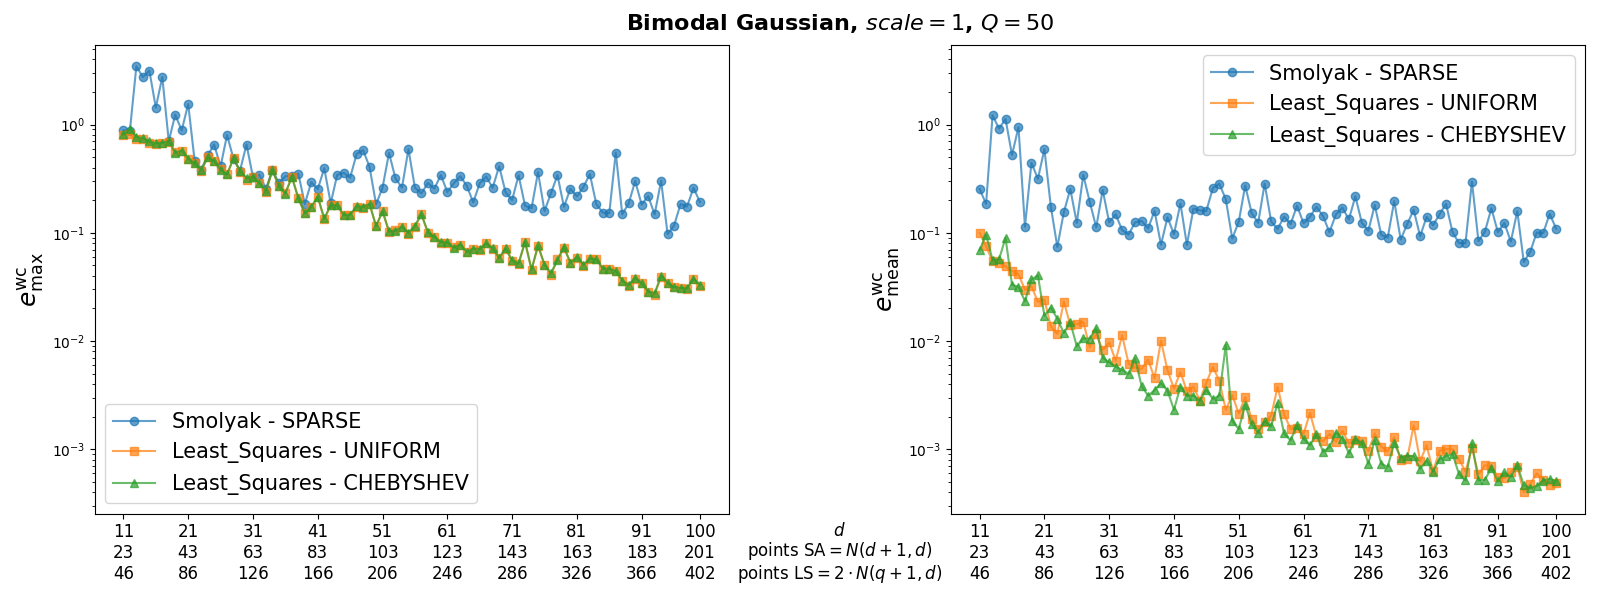 Bimodal Gaussian, scale = 1, Q = 50
10⁰
10⁻¹
10⁻²
10⁻³
e_max^wc
Smolyak - SPARSE
Least_Squares - UNIFORM
Least_Squares - CHEBYSHEV
11 21 31 41 51 61 71 81 91 100
23 43 63 83 103 123 143 163 183 201
46 86 126 166 206 246 286 326 366 402
d
points SA = N(d + 1, d)
points LS = 2 · N(q + 1, d)
Smolyak - SPARSE
Least_Squares - UNIFORM
Least_Squares - CHEBYSHEV
10⁰
10⁻¹
10⁻²
10⁻³
e_mean^wc
11 21 31 41 51 61 71 81 91 100
23 43 63 83 103 123 143 163 183 201
46 86 126 166 206 246 286 326 366 402